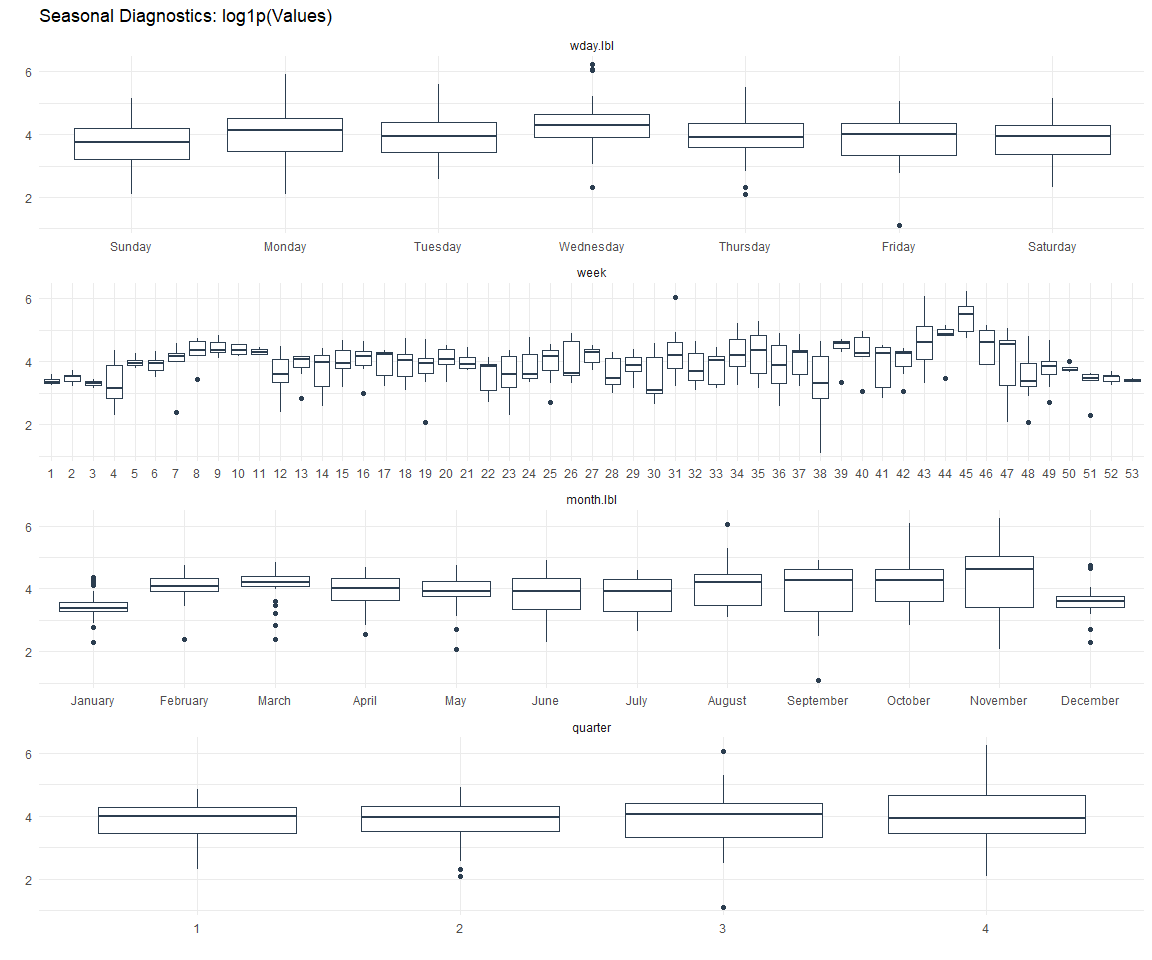 Seasonal Diagnostics: log1p(Values)
wday.lbl
6
4
2
Sunday Monday Tuesday Wednesday Thursday Friday Saturday
week
6
4
2
1 2 3 4 5 6 7 8 9 10 11 12 13 14 15 16 17 18 19 20 21 22 23 24 25 26 27 28 29 30 31 32 33 34 35 36 37 38 39 40 41 42 43 44 45 46 47 48 49 50 51 52 53
month.lbl
6
4
2
January February March April May June July August September October November December
quarter
6
4
2
1 2 3 4